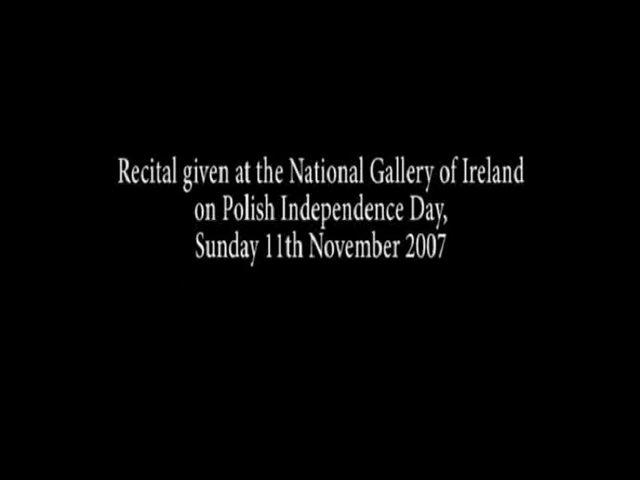 Recital given at the National Gallery of Ireland
on Polish Independence Day,
Sunday 11th November 2007